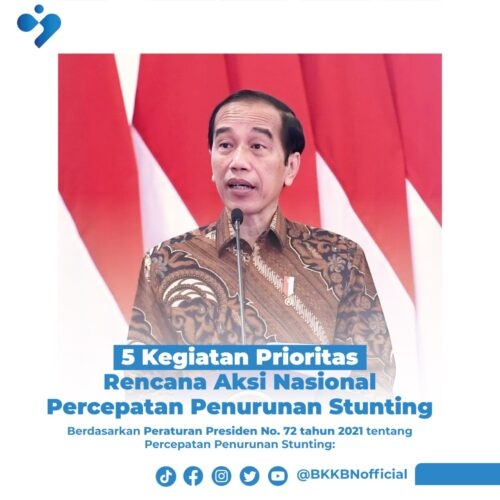 5 Kegiatan Prioritas
Rencana Aksi Nasional
Percepatan Penurunan Stunting
Berdasarkan Peraturan Presiden No. 72 tahun 2021 tentang
Percepatan Penurunan Stunting:
@BKKBNofficial